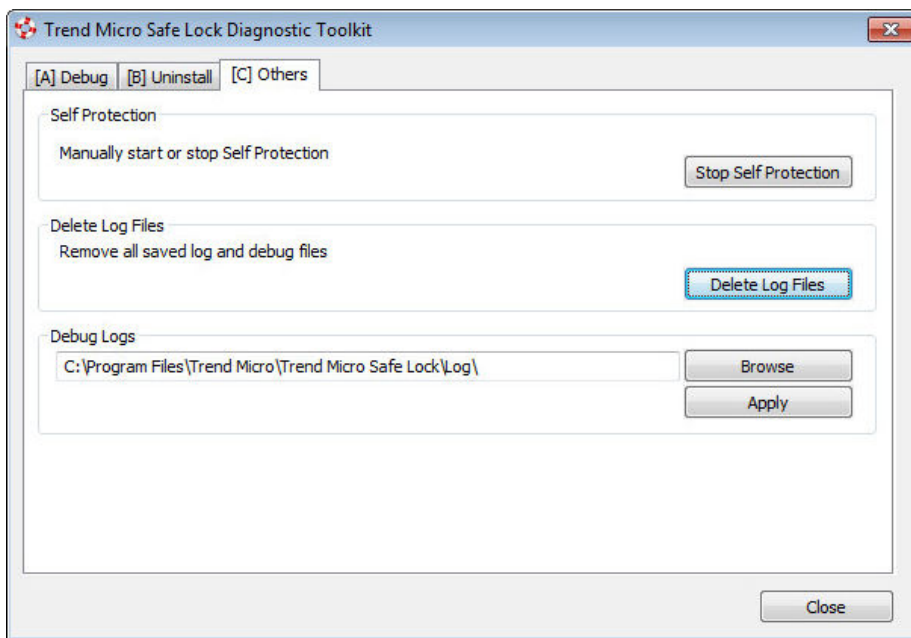 Trend Micro Safe Lock Diagnostic Toolkit
[A] Debug [B] Uninstall [C] Others
Self Protection
Manually start or stop Self Protection
Stop Self Protection
Delete Log Files
Remove all saved log and debug files
Delete Log Files
Debug Logs
C:\Program Files\Trend Micro\Trend Micro Safe Lock\Log\ Browse
Apply
Close